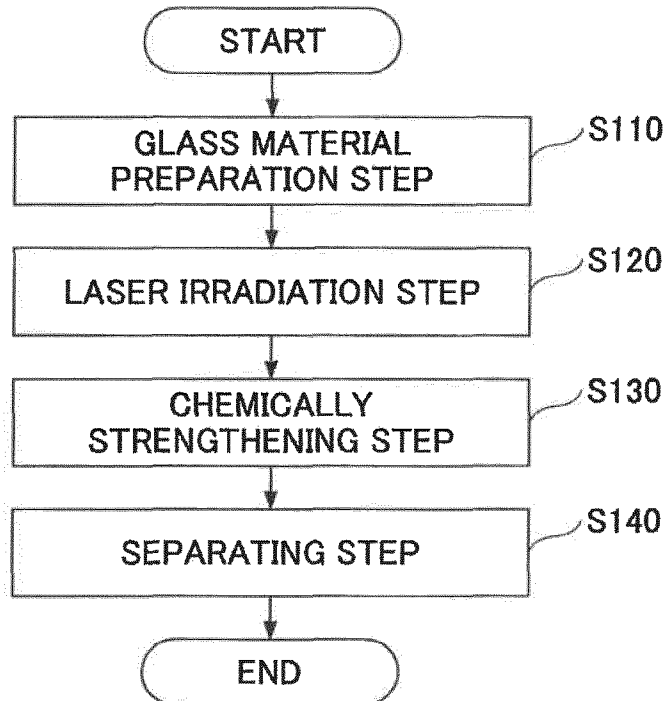 START
GLASS MATERIAL
PREPARATION STEP
S110
LASER IRRADIATION STEP
S120
CHEMICALLY
STRENGTHENING STEP
S130
SEPARATING STEP
S140
END